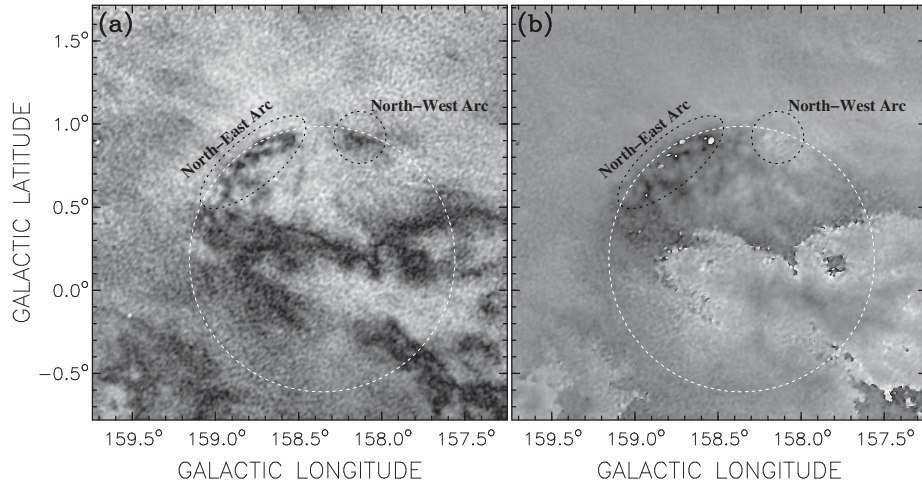 (a)
(b)
1.5°
1.0°
0.5°
0.0°
−0.5°
GALACTIC LATITUDE
North−East Arc
North−West Arc
North−East Arc
North−West Arc
159.5° 159.0° 158.5° 158.0° 157.5°
159.5° 159.0° 158.5° 158.0° 157.5°
GALACTIC LONGITUDE
GALACTIC LONGITUDE